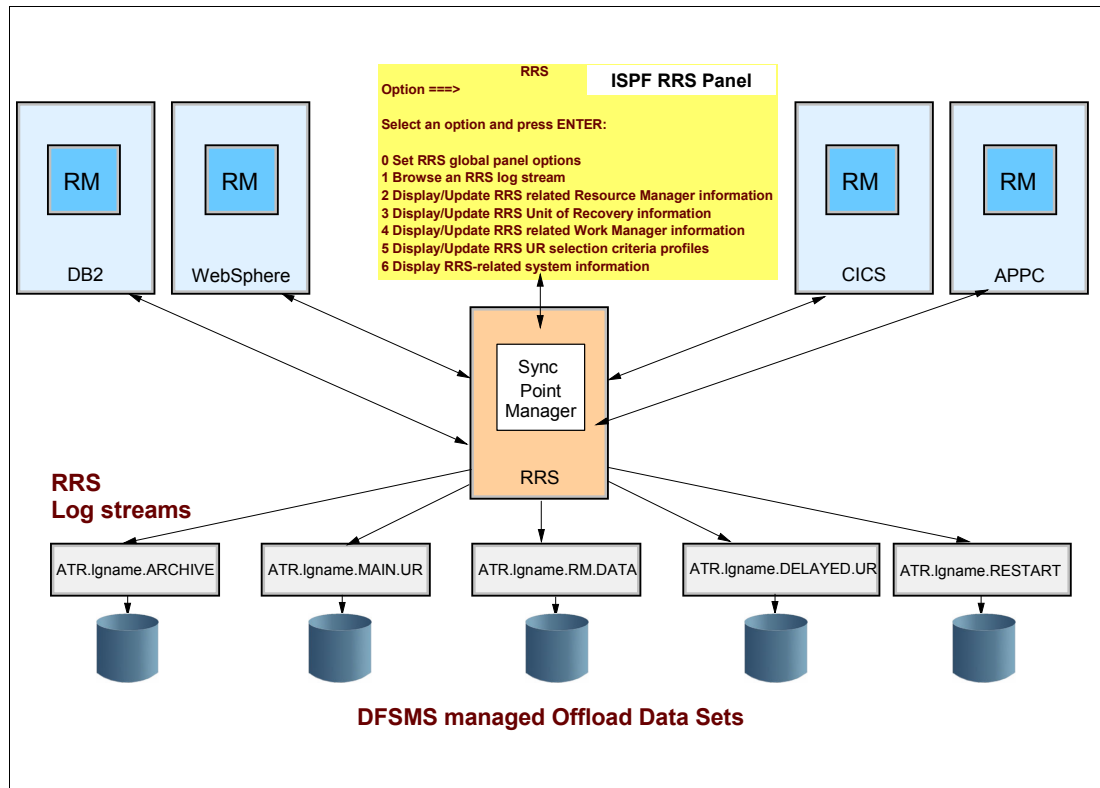 RRS
ISPF RRS Panel
Option ===>
Select an option and press ENTER:
0 Set RRS global panel options
1 Browse an RRS log stream
2 Display/Update RRS related Resource Manager information
3 Display/Update RRS Unit of Recovery information
4 Display/Update RRS related Work Manager information
5 Display/Update RRS UR selection criteria profiles
6 Display RRS-related system information
RM
DB2
RM
WebSphere
RM
CICS
RM
APPC
Sync
Point
Manager
RRS
RRS
Log streams
ATR.lgname.ARCHIVE
ATR.lgname.MAIN.UR
ATR.lgname.RM.DATA
ATR.lgname.DELAYED.UR
ATR.lgname.RESTART
DFSMS managed Offload Data Sets